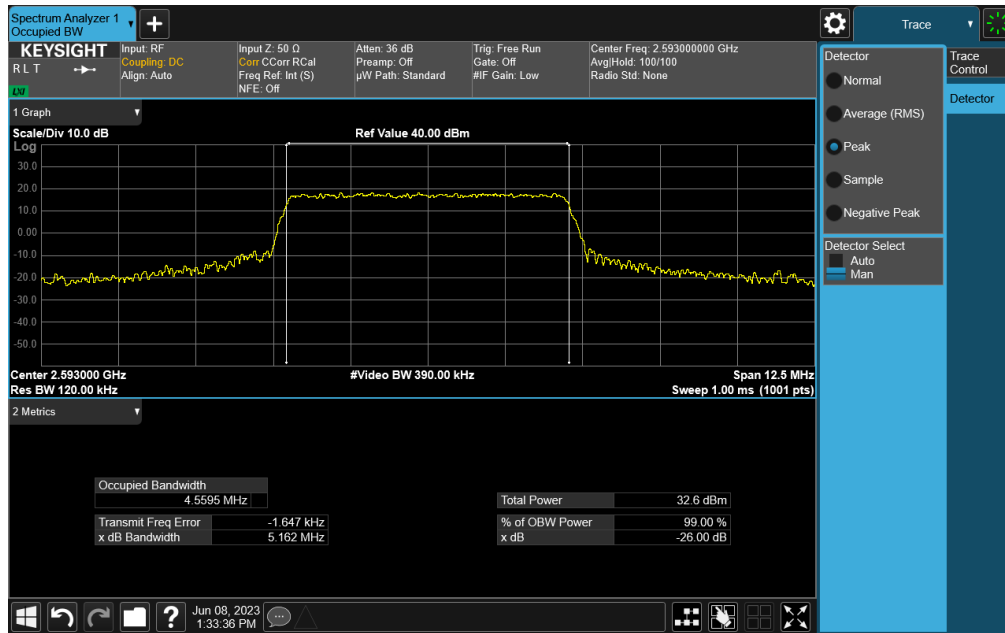 Spectrum Analyzer 1
Occupied BW
Trace
KEYSIGHT
R L T
LXI
Input: RF
Coupling: DC
Align: Auto
Input Z: 50 Ω
Corr CCorr RCal
Freq Ref: Int (S)
NFE: Off
Atten: 36 dB
Preamp: Off
µW Path: Standard
Trig: Free Run
Gate: Off
#IF Gain: Low
Center Freq: 2.593000000 GHz
Avg|Hold: 100/100
Radio Std: None
Detector
Normal
Average (RMS)
Peak
Sample
Negative Peak
Detector Select
Auto
Man
Trace
Control
Detector
1 Graph
Scale/Div 10.0 dB
Ref Value 40.00 dBm
Log
30.0
20.0
10.0
0.00
-10.0
-20.0
-30.0
-40.0
-50.0
Center 2.593000 GHz
#Video BW 390.00 kHz
Span 12.5 MHz
Res BW 120.00 kHz
Sweep 1.00 ms (1001 pts)
2 Metrics
Occupied Bandwidth
4.5595 MHz
Total Power 32.6 dBm
Transmit Freq Error -1.647 kHz
% of OBW Power 99.00 %
x dB Bandwidth 5.162 MHz
x dB -26.00 dB
Jun 08, 2023
1:33:36 PM